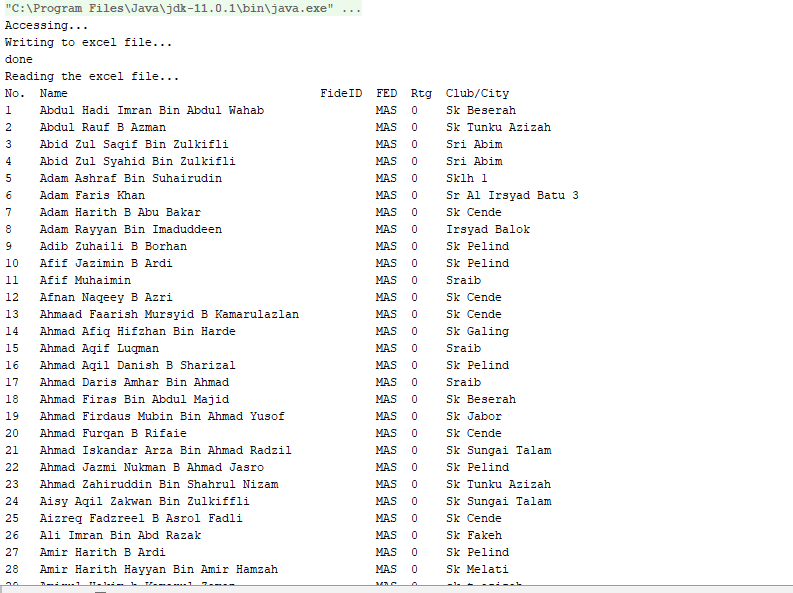 "C:\Program Files\Java\jdk-11.0.1\bin\java.exe" ...
Accessing...
Writing to excel file...
done
Reading the excel file...
No. Name FideID FED Rtg Club/City
1 Abdul Hadi Imran Bin Abdul Wahab MAS 0 Sk Beserah
2 Abdul Rauf B Azman MAS 0 Sk Tunku Azizah
3 Abid Zul Saqif Bin Zulkifli MAS 0 Sri Abim
4 Abid Zul Syahid Bin Zulkifli MAS 0 Sri Abim
5 Adam Ashraf Bin Suhairudin MAS 0 Sklh 1
6 Adam Faris Khan MAS 0 Sr Al Irsyad Batu 3
7 Adam Harith B Abu Bakar MAS 0 Sk Cende
8 Adam Rayyan Bin Imaduddeen MAS 0 Irsyad Balok
9 Adib Zuhaili B Borhan MAS 0 Sk Pelind
10 Afif Jazimin B Ardi MAS 0 Sk Pelind
11 Afif Muhaimin MAS 0 Sraib
12 Afnan Naqeey B Azri MAS 0 Sk Cende
13 Ahmaad Faarish Mursyid B Kamarulazlan MAS 0 Sk Cende
14 Ahmad Afiq Hifzhan Bin Harde MAS 0 Sk Galing
15 Ahmad Aqif Luqman MAS 0 Sraib
16 Ahmad Aqil Danish B Sharizal MAS 0 Sk Pelind
17 Ahmad Daris Amhar Bin Ahmad MAS 0 Sraib
18 Ahmad Firas Bin Abdul Majid MAS 0 Sk Beserah
19 Ahmad Firdaus Mubin Bin Ahmad Yusof MAS 0 Sk Jabor
20 Ahmad Furqan B Rifaie MAS 0 Sk Cende
21 Ahmad Iskandar Arza Bin Ahmad Radzil MAS 0 Sk Sungai Talam
22 Ahmad Jazmi Nukman B Ahmad Jasro MAS 0 Sk Pelind
23 Ahmad Zahiruddin Bin Shahrul Nizam MAS 0 Sk Tunku Azizah
24 Aisy Aqil Zakwan Bin Zulkiffli MAS 0 Sk Sungai Talam
25 Aizreq Fadzreel B Asrol Fadli MAS 0 Sk Cende
26 Ali Imran Bin Abd Razak MAS 0 Sk Fakeh
27 Amir Harith B Ardi MAS 0 Sk Pelind
28 Amir Harith Hayyan Bin Amir Hamzah MAS 0 Sk Melati